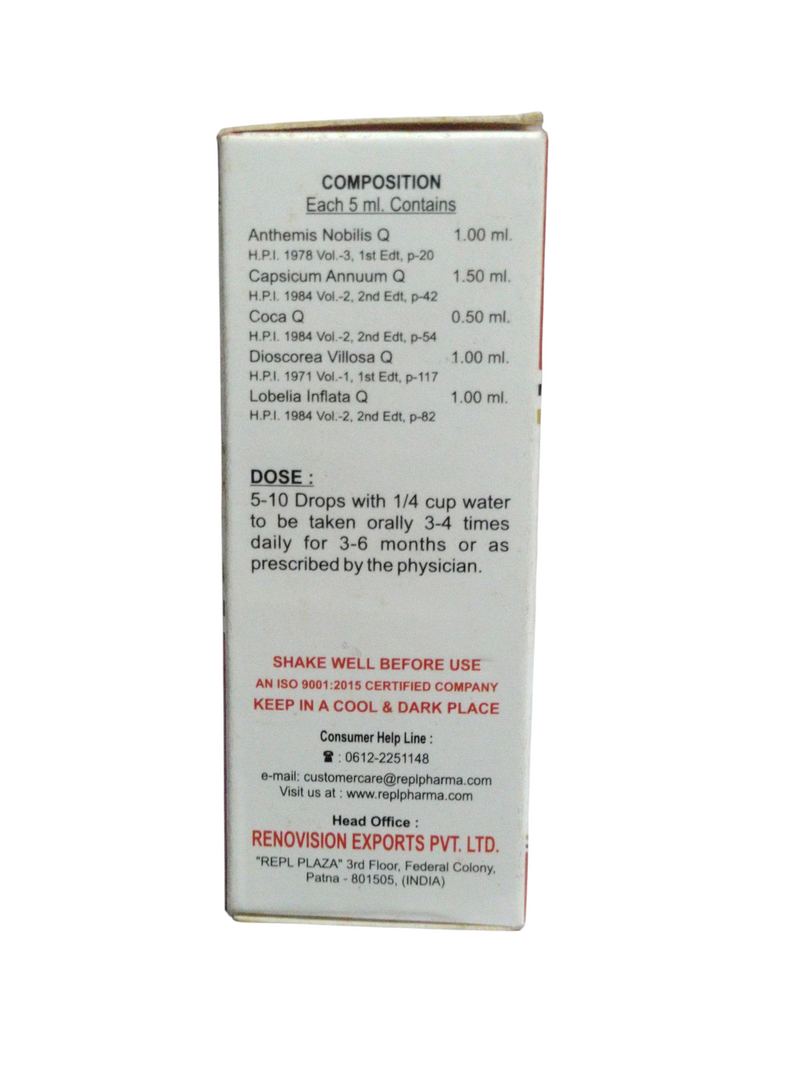 COMPOSITION
Each 5 ml. Contains
Anthemis Nobilis Q 1.00 ml.
H.P.I. 1978 Vol.-3, 1st Edt, p-20
Capsicum Annuum Q 1.50 ml.
H.P.I. 1984 Vol.-2, 2nd Edt, p-42
Coca Q 0.50 ml.
H.P.I. 1984 Vol.-2, 2nd Edt, p-54
Dioscorea Villosa Q 1.00 ml.
H.P.I. 1971 Vol.-1, 1st Edt, p-117
Lobelia Inflata Q 1.00 ml.
H.P.I. 1984 Vol.-2, 2nd Edt, p-82
DOSE :
5-10 Drops with 1/4 cup water
to be taken orally 3-4 times
daily for 3-6 months or as
prescribed by the physician.
SHAKE WELL BEFORE USE
AN ISO 9001:2015 CERTIFIED COMPANY
KEEP IN A COOL & DARK PLACE
Consumer Help Line :
☎ : 0612-2251148
e-mail: customercare@replpharma.com
Visit us at : www.replpharma.com
Head Office :
RENOVISION EXPORTS PVT. LTD.
"REPL PLAZA" 3rd Floor, Federal Colony,
Patna - 801505, (INDIA)